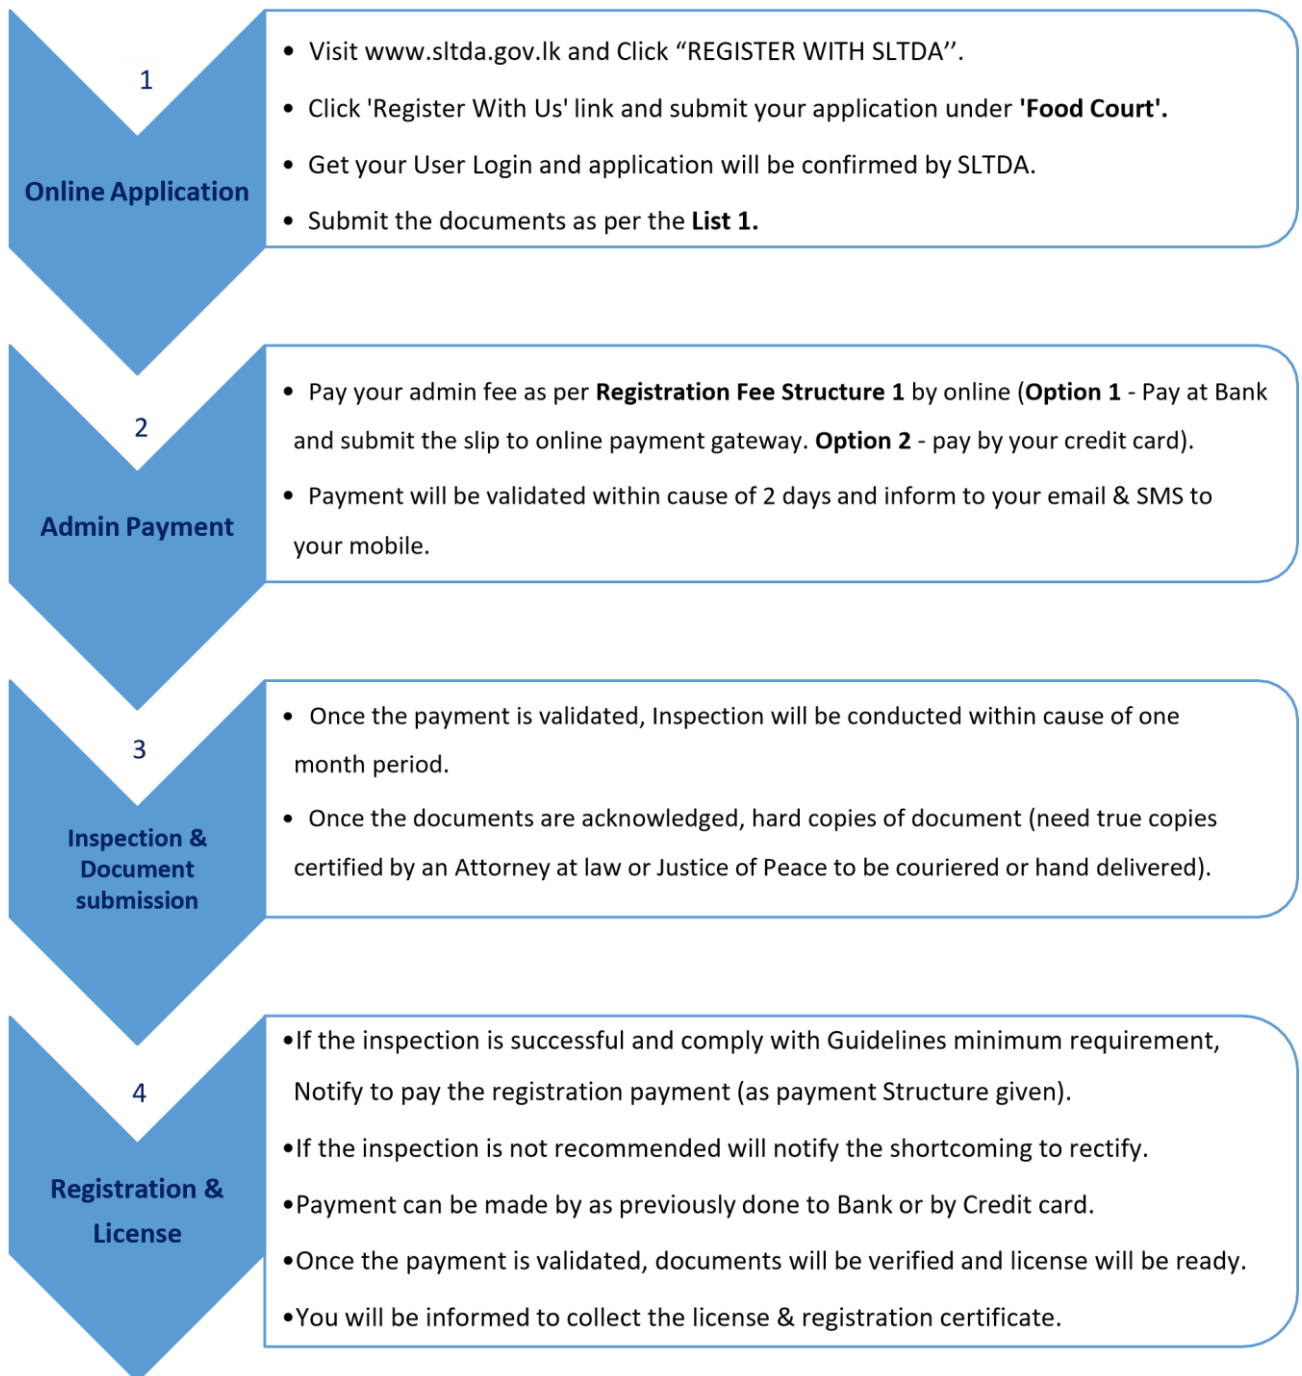 1
Online Application
• Visit www.sltda.gov.lk and Click “REGISTER WITH SLTDA’’.
• Click 'Register With Us' link and submit your application under 'Food Court'.
• Get your User Login and application will be confirmed by SLTDA.
• Submit the documents as per the List 1.
2
Admin Payment
• Pay your admin fee as per Registration Fee Structure 1 by online (Option 1 - Pay at Bank
and submit the slip to online payment gateway. Option 2 - pay by your credit card).
• Payment will be validated within cause of 2 days and inform to your email & SMS to
your mobile.
3
Inspection &
Document
submission
• Once the payment is validated, Inspection will be conducted within cause of one
month period.
• Once the documents are acknowledged, hard copies of document (need true copies
certified by an Attorney at law or Justice of Peace to be couriered or hand delivered).
4
Registration &
License
•If the inspection is successful and comply with Guidelines minimum requirement,
Notify to pay the registration payment (as payment Structure given).
•If the inspection is not recommended will notify the shortcoming to rectify.
•Payment can be made by as previously done to Bank or by Credit card.
•Once the payment is validated, documents will be verified and license will be ready.
•You will be informed to collect the license & registration certificate.